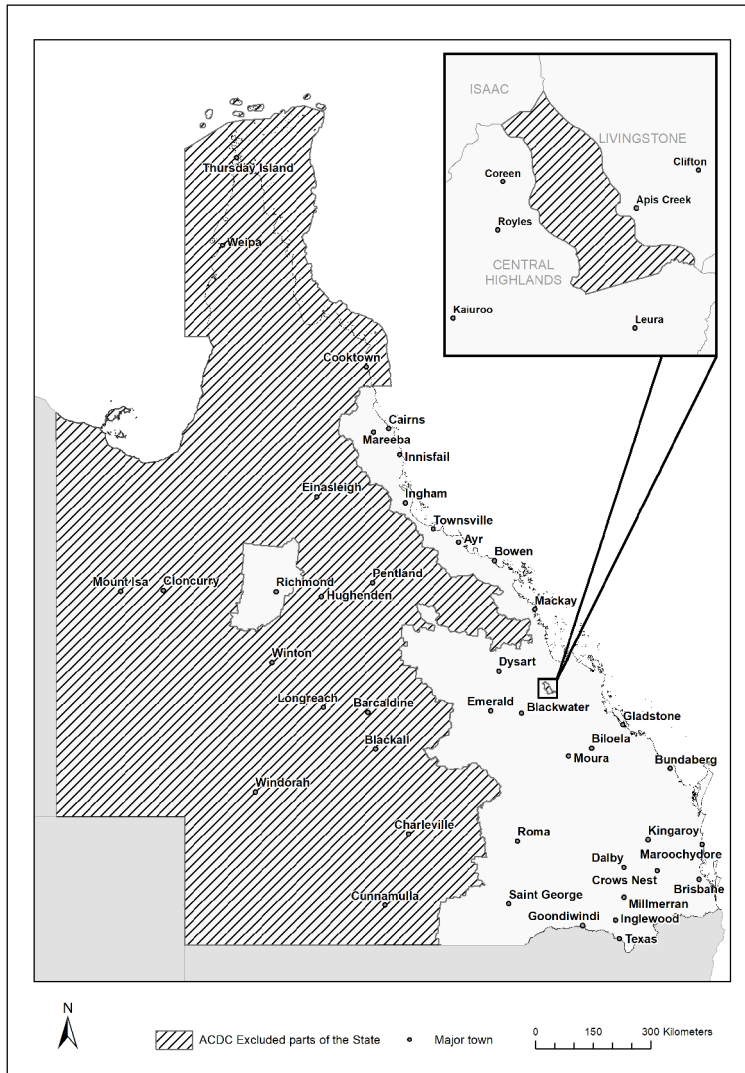 ISAAC
LIVINGSTONE
Clifton
Coreen
Apis Creek
Royles
CENTRAL
HIGHLANDS
Kaiuroo
Leura
Thursday Island
Weipa
Cooktown
Cairns
Mareeba
Innisfail
Einasleigh
Ingham
Townsville
Ayr
Bowen
Mount Isa
Cloncurry
Richmond
Hughenden
Pentland
Mackay
Winton
Dysart
Longreach
Barcaldine
Emerald
Blackwater
Gladstone
Blackall
Biloela
Moura
Bundaberg
Windorah
Charleville
Roma
Kingaroy
Maroochydore
Dalby
Crows Nest
Brisbane
Cunnamulla
Saint George
Millmerran
Goondiwindi
Inglewood
Texas
N
ACDC Excluded parts of the State
Major town
0 150 300 Kilometers